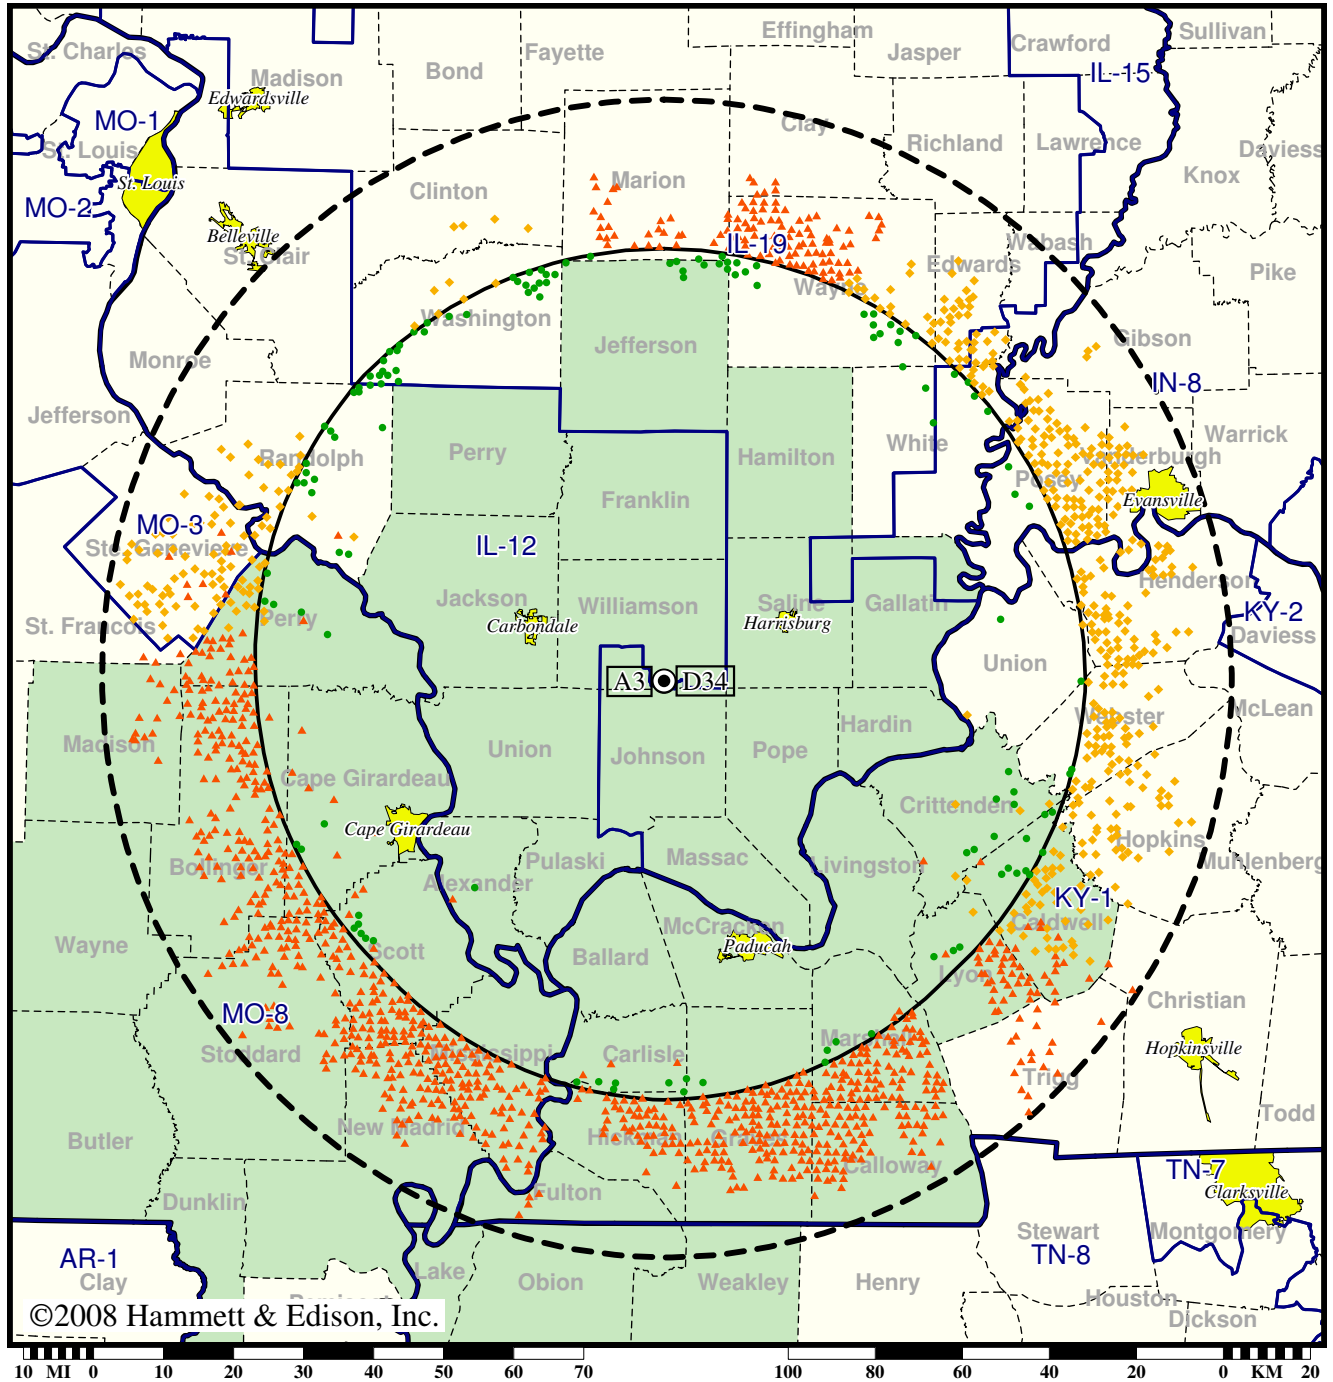 Effingham
Sullivan
St. Charles
Fayette
Jasper
Crawford
Madison
Bond
IL-15
Edwardsville
MO-1
Clay
Richland
Lawrence
St. Louis
Daviess
St. Louis
Clinton
Marion
Knox
MO-2
Belleville
IL-19
Wabash
St. Clair
Edwards
Pike
Wayne
Washington
Jefferson
Gibson
Monroe
IN-8
Jefferson
Warrick
Randolph
Perry
Hamilton
White
Vanderburgh
Posey
Franklin
Evansville
MO-3
Ste. Genevieve
IL-12
Henderson
Jackson
Williamson
Saline
Gallatin
KY-2
St. Francois
Perry
Carbondale
Harrisburg
Daviess
Union
A3
D34
McLean
Madison
Union
Johnson
Pope
Hardin
Webster
Cape Girardeau
Crittenden
Cape Girardeau
Hopkins
Bollinger
Pulaski
Massac
Livingston
Muhlenberg
Alexander
KY-1
McCracken
Caldwell
Wayne
Scott
Ballard
Paducah
Lyon
Christian
MO-8
Stoddard
Mississippi
Carlisle
Marshall
Hopkinsville
Trigg
Todd
Butler
New Madrid
Hickman
Graves
Calloway
TN-7
Dunklin
Fulton
Clarksville
Stewart
Montgomery
AR-1
TN-8
Clay
Lake
Obion
Weakley
Henry
Houston
©2008 Hammett & Edison, Inc.
Dickson
10 MI 0 10 20 30 40 50 60 70 100 80 60 40 20 0 KM 20